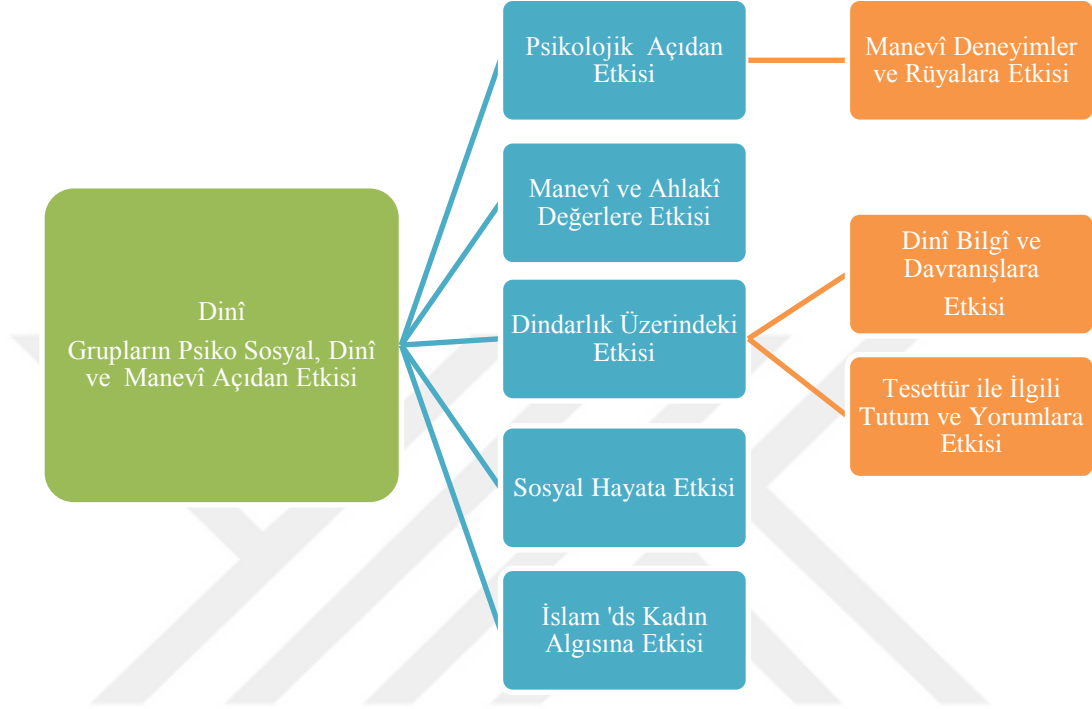 Dinî
Grupların Psiko Sosyal, Dinî
ve Manevî Açıdan Etkisi
Psikolojik Açıdan
Etkisi
Manevî Deneyimler
ve Rüyalara Etkisi
Manevî ve Ahlakî
Değerlere Etkisi
Dindarlık Üzerindeki
Etkisi
Dinî Bilgî ve
Davranışlara
Etkisi
Tesettür ile İlgili
Tutum ve Yorumlara
Etkisi
Sosyal Hayata Etkisi
İslam 'ds Kadın
Algısına Etkisi